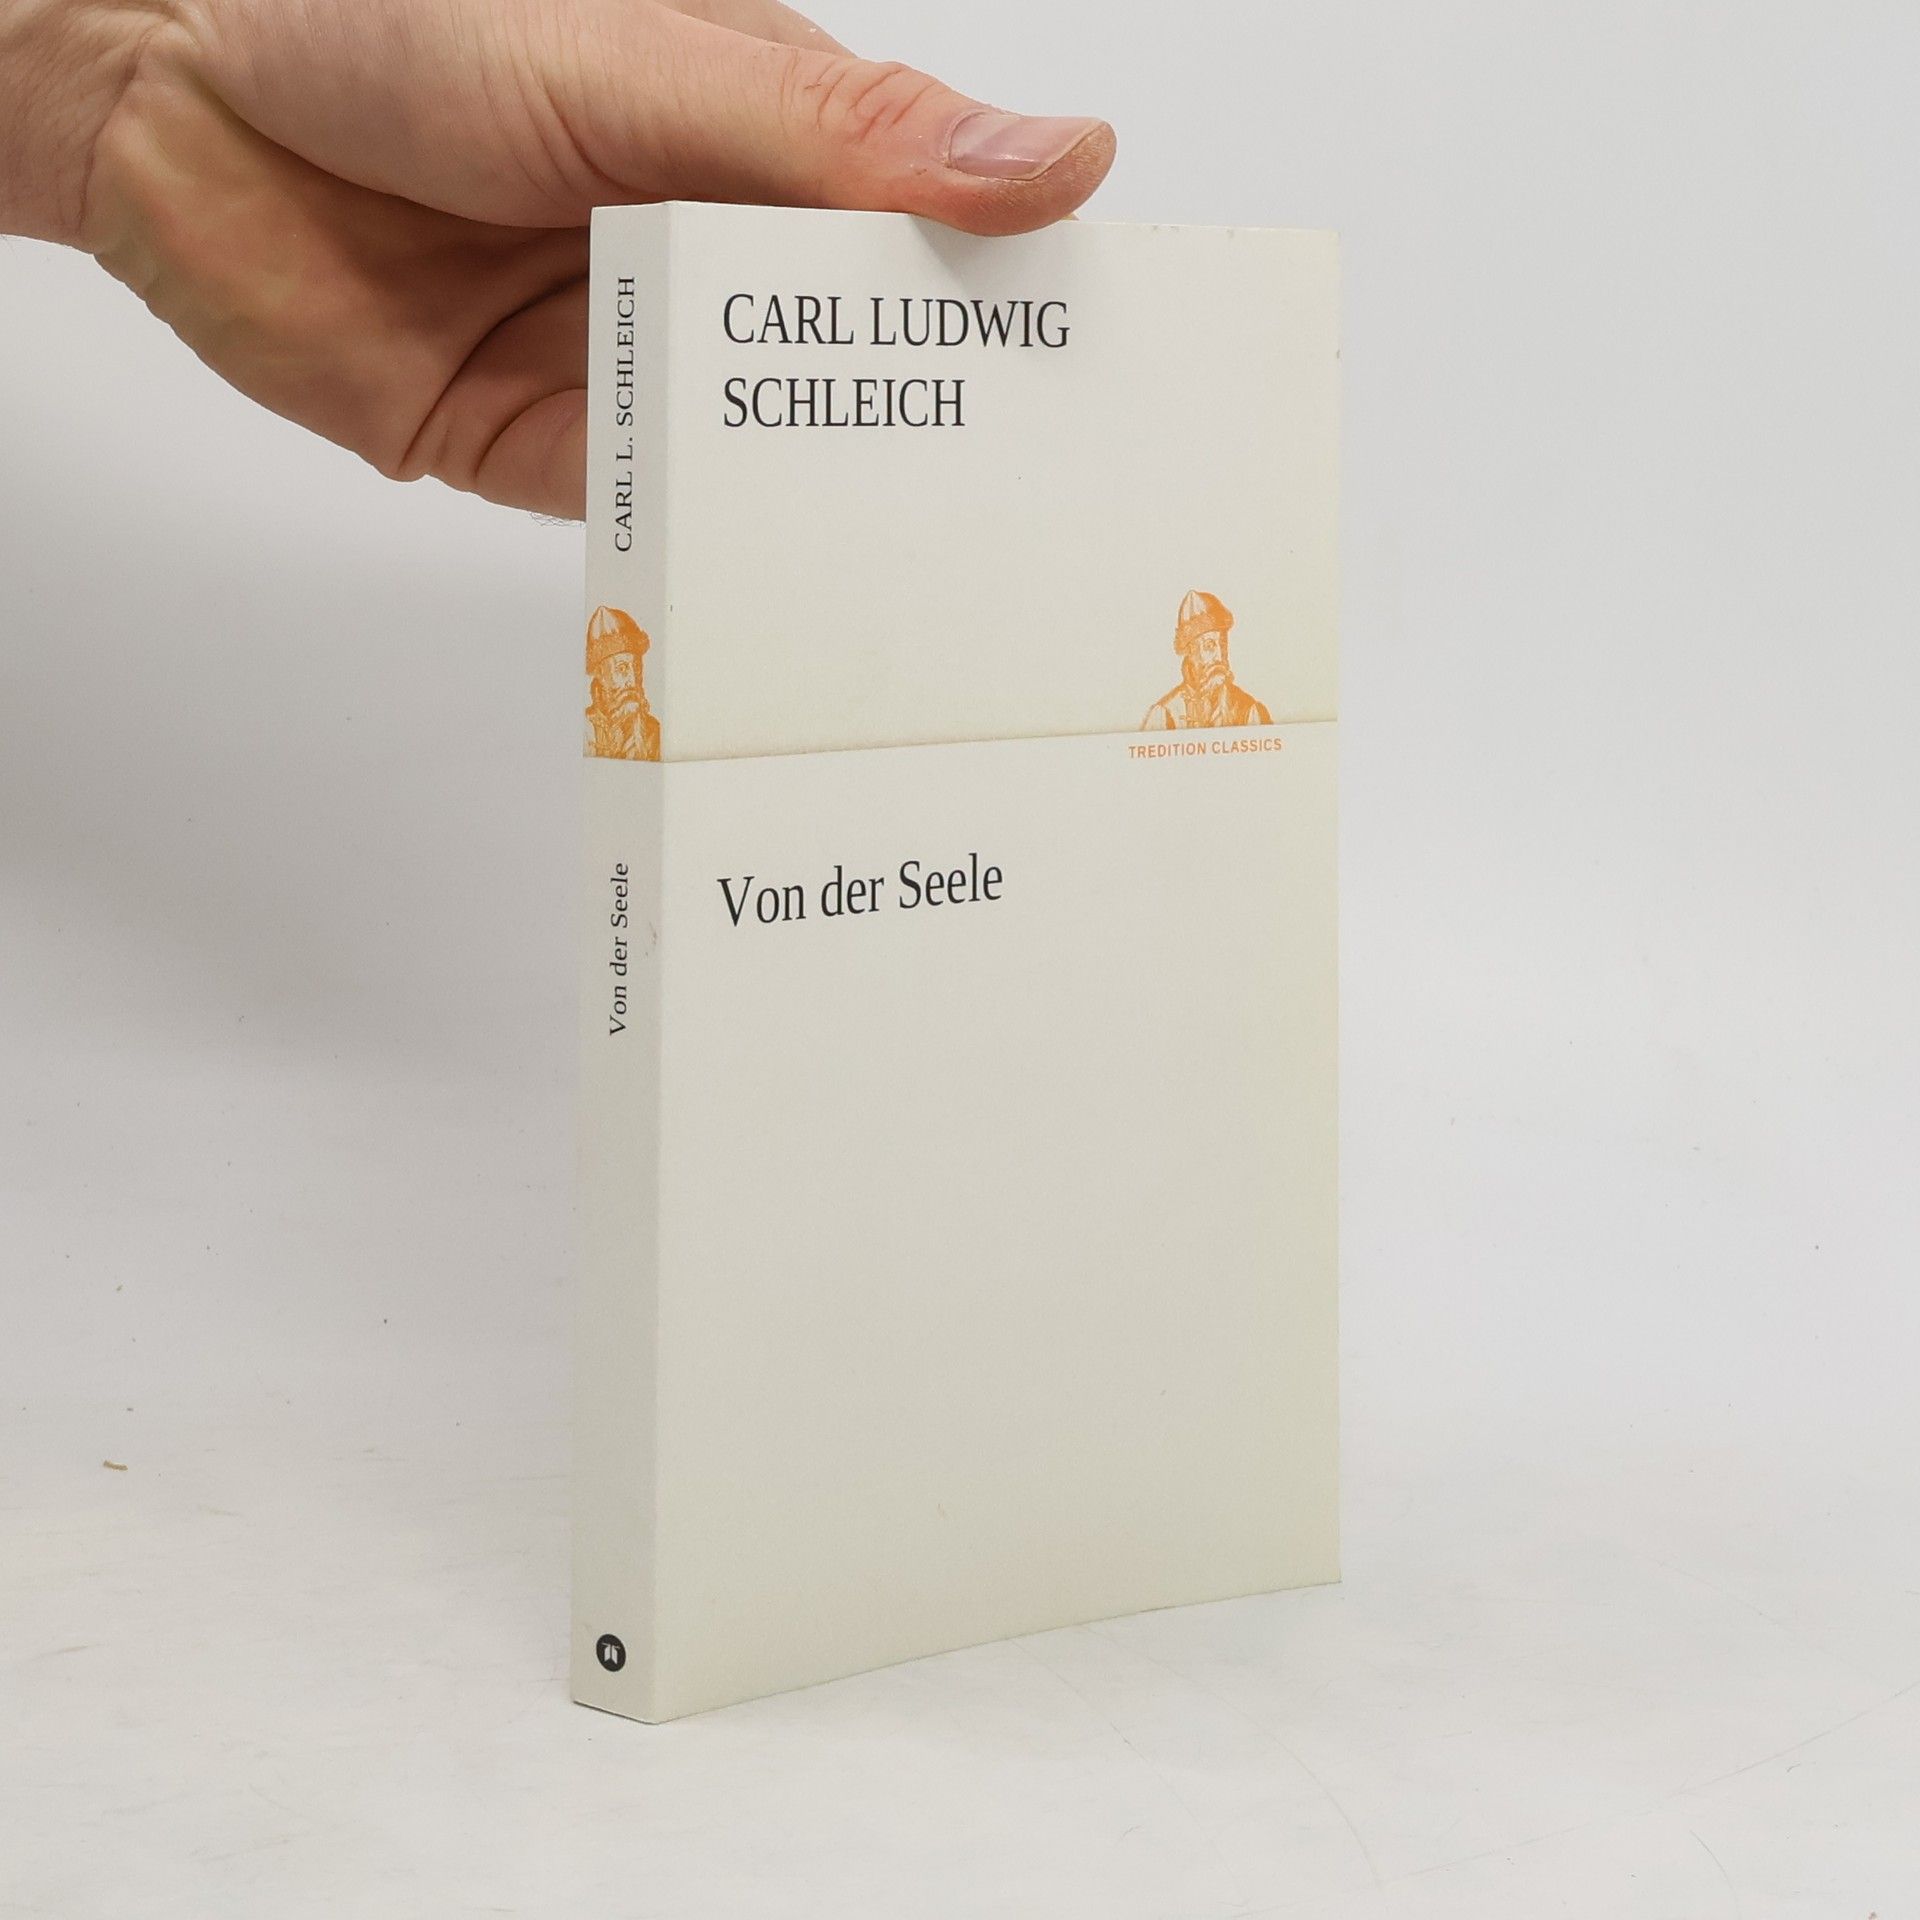 CARL L. SCHLEICH
Von der Seele
CARL LUDWIG
SCHLEICH
TREDITION CLASSICS
Von der Seele